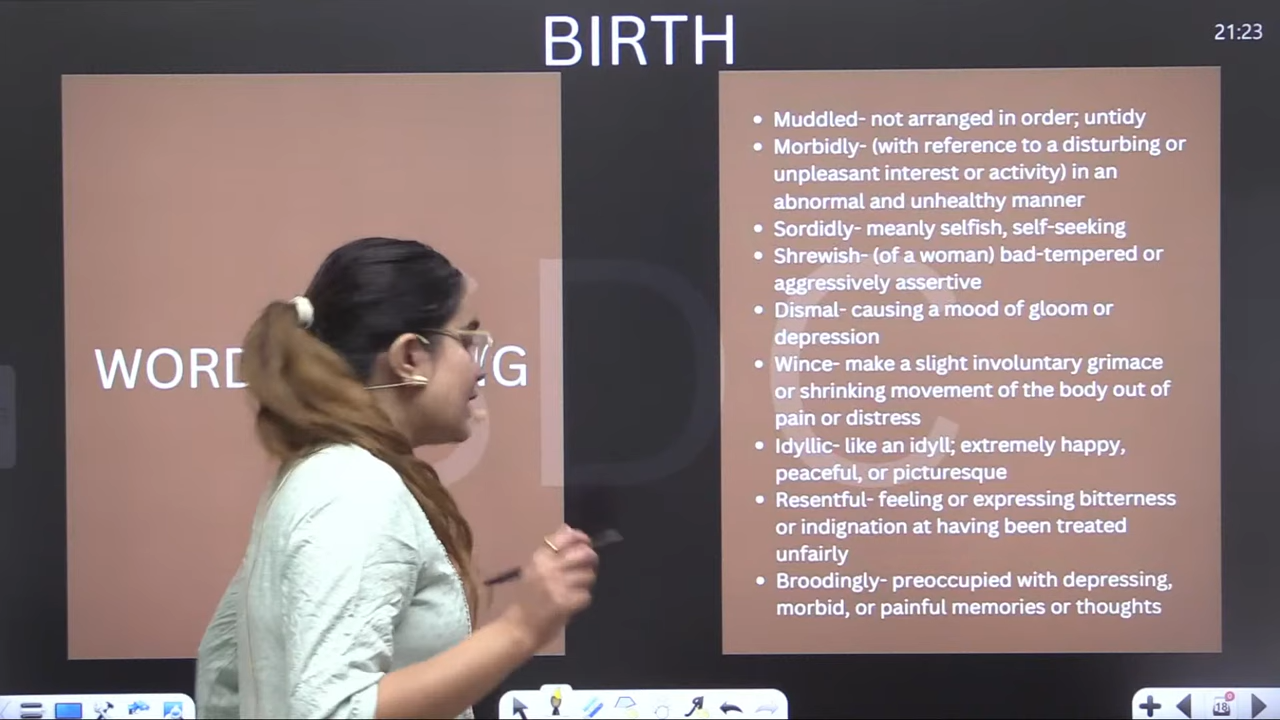 BIRTH
21:23
WORD
G
• Muddled- not arranged in order; untidy
• Morbidly- (with reference to a disturbing or
unpleasant interest or activity) in an
abnormal and unhealthy manner
• Sordidly- meanly selfish, self-seeking
• Shrewish- (of a woman) bad-tempered or
aggressively assertive
• Dismal- causing a mood of gloom or
depression
• Wince- make a slight involuntary grimace
or shrinking movement of the body out of
pain or distress
• Idyllic- like an idyll; extremely happy,
peaceful, or picturesque
• Resentful- feeling or expressing bitterness
or indignation at having been treated
unfairly
• Broodingly- preoccupied with depressing,
morbid, or painful memories or thoughts
D C
18